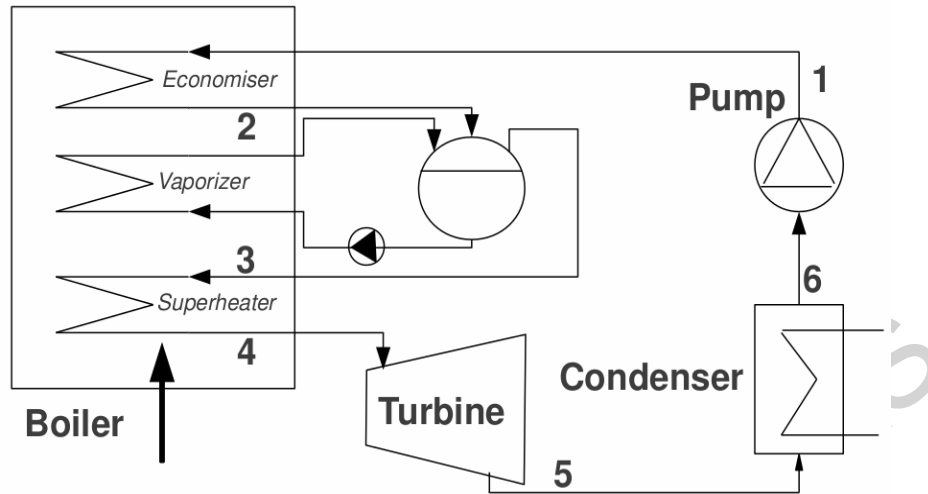 Economiser
1
Pump
2
Vaporizer
3
6
Superheater
4
Condenser
Boiler
Turbine
5